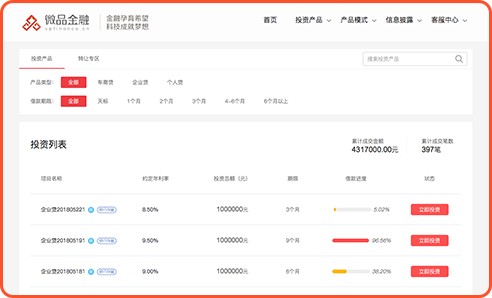 微品金融
vpfinance.cn
金融孕育希望
科技成就梦想
首页 投资产品 产品模式 信息披露 客服中心
投资产品 转让专区
搜索投资产品
产品类型： 全部 车商贷 企业贷 个人贷
借款期限： 全部 天标 1个月 2个月 3个月 4-6个月 6个月以上
投资列表
累计成交金额 累计成交笔数
4317000.00元 397笔
项目名称 约定年利率 投资总额（元） 期限 借款进度 状态
企业贷201805221 8.50% 1000000元 3个月 5.02% 立即投资
企业贷201805191 9.50% 1000000元 9个月 96.56% 立即投资
企业贷201805181 9.00% 1000000元 6个月 38.20% 立即投资